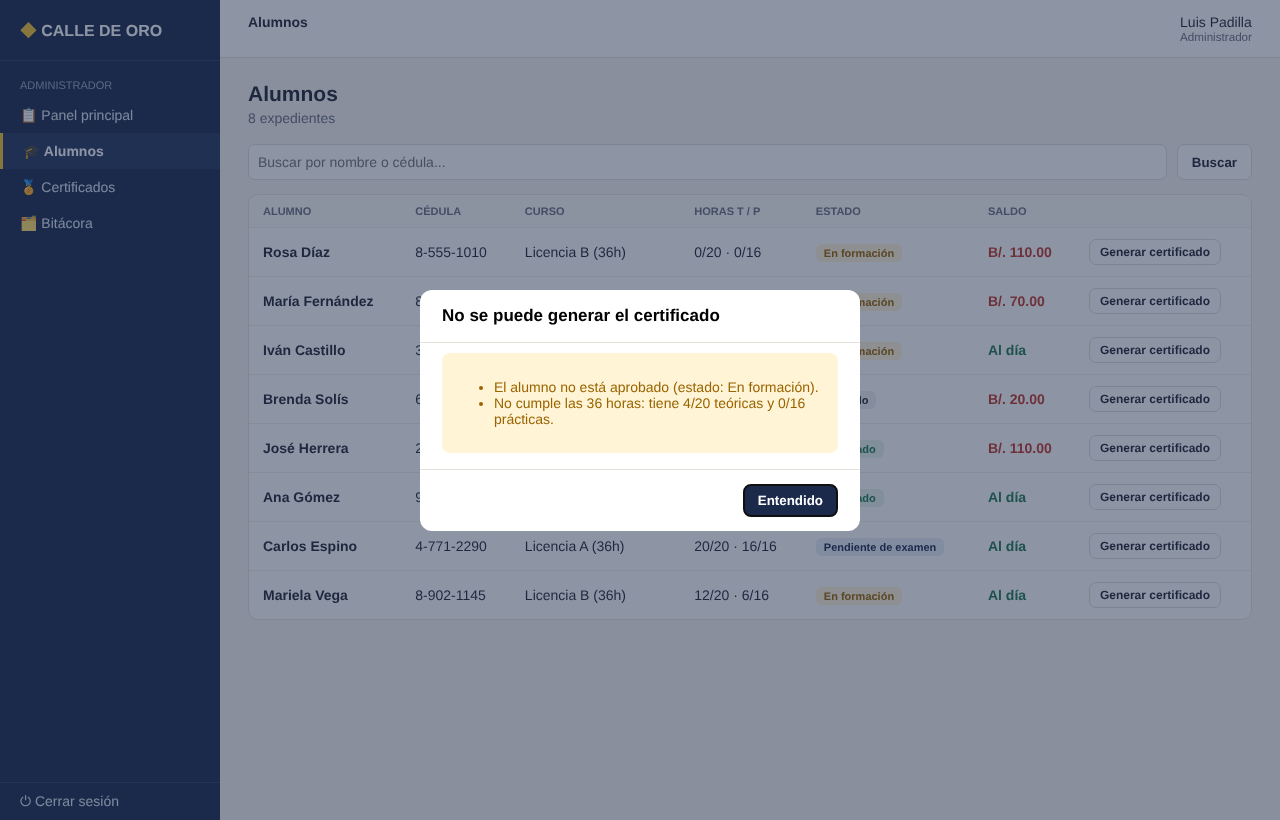 CALLE DE ORO
ADMINISTRADOR
Panel principal
Alumnos
Certificados
Bitácora
Cerrar sesión
Alumnos
Luis Padilla
Administrador
Alumnos
8 expedientes
Buscar por nombre o cédula...
Buscar
ALUMNO CÉDULA CURSO HORAS T / P ESTADO SALDO
Rosa Díaz 8-555-1010 Licencia B (36h) 0/20 · 0/16 En formación B/. 110.00 Generar certificado
María Fernández B/. 70.00 Generar certificado
Iván Castillo Al día Generar certificado
Brenda Solís B/. 20.00 Generar certificado
José Herrera B/. 110.00 Generar certificado
Ana Gómez Al día Generar certificado
Carlos Espino 4-771-2290 Licencia A (36h) 20/20 · 16/16 Pendiente de examen Al día Generar certificado
Mariela Vega 8-902-1145 Licencia B (36h) 12/20 · 6/16 En formación Al día Generar certificado
No se puede generar el certificado
El alumno no está aprobado (estado: En formación).
No cumple las 36 horas: tiene 4/20 teóricas y 0/16
prácticas.
Entendido